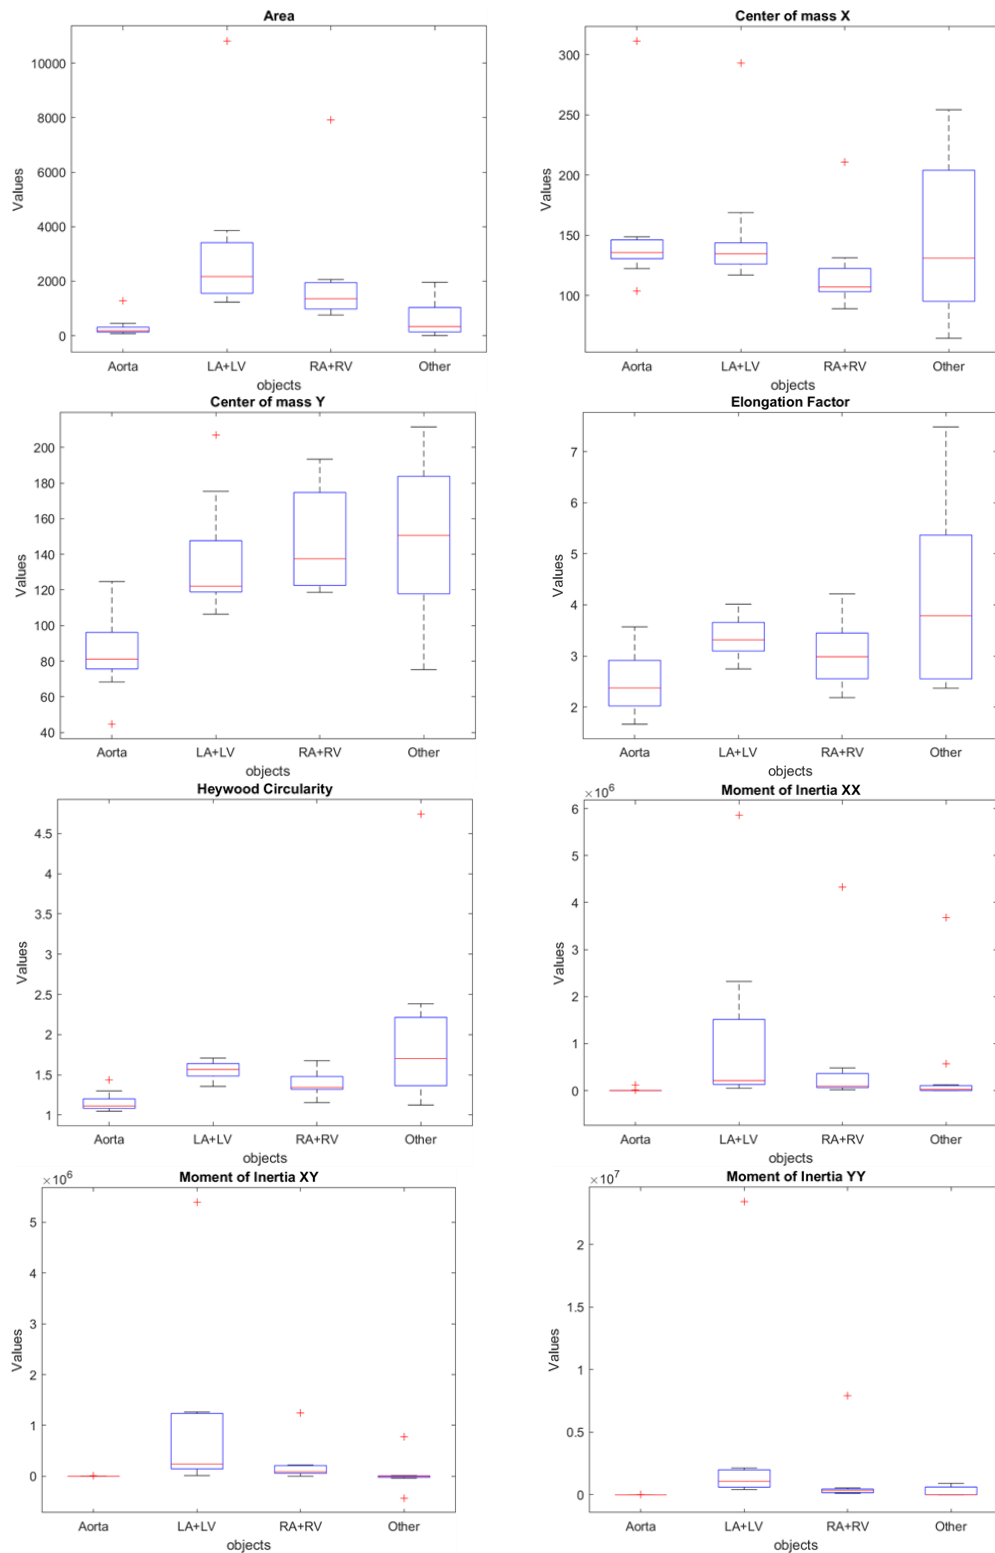 Area
10000
8000
6000
4000
2000
0
Values
Aorta LA+LV RA+RV Other
objects
Center of mass X
300
250
200
150
100
Values
Aorta LA+LV RA+RV Other
objects
Center of mass Y
200
180
160
140
120
100
80
60
40
Values
Aorta LA+LV RA+RV Other
objects
Elongation Factor
7
6
5
4
3
2
Values
Aorta LA+LV RA+RV Other
objects
Heywood Circularity
4.5
4
3.5
3
2.5
2
1.5
1
Values
Aorta LA+LV RA+RV Other
objects
Moment of Inertia XX
×10^6
6
5
4
3
2
1
0
Values
Aorta LA+LV RA+RV Other
objects
Moment of Inertia XY
×10^6
5
4
3
2
1
0
Values
Aorta LA+LV RA+RV Other
objects
Moment of Inertia YY
×10^7
2
1.5
1
0.5
0
Values
Aorta LA+LV RA+RV Other
objects